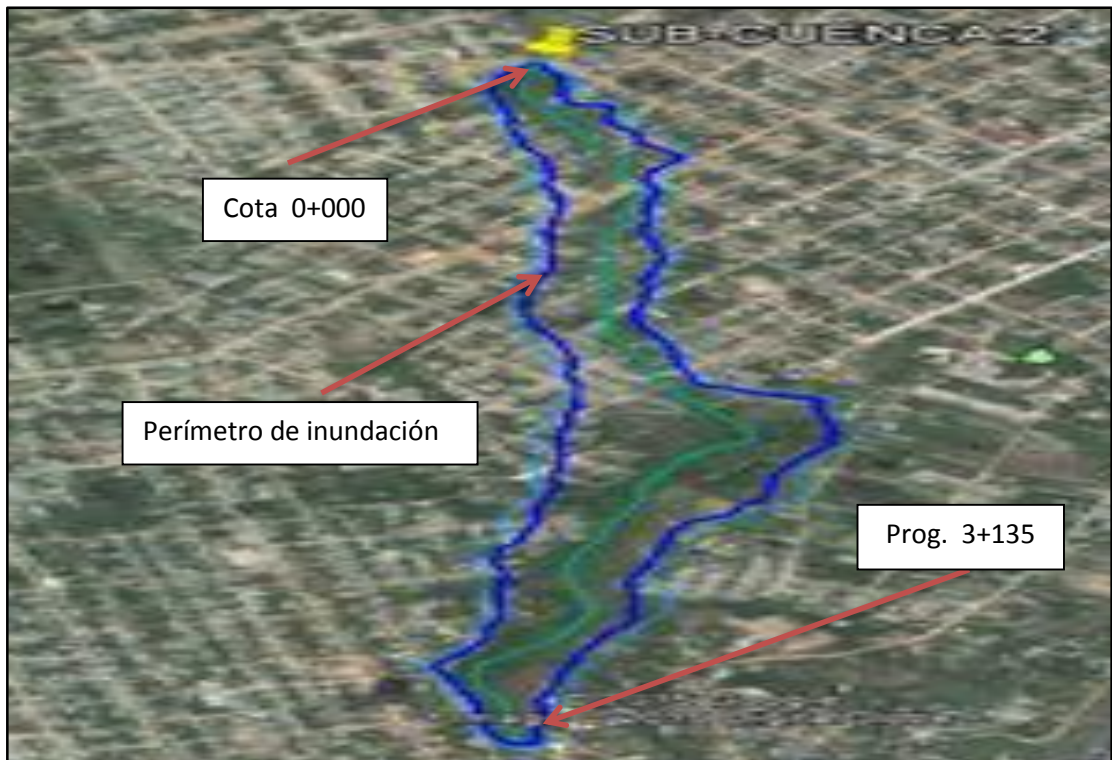 SUB-CUENCA-2
Cota 0+000
Perímetro de inundación
Prog. 3+135